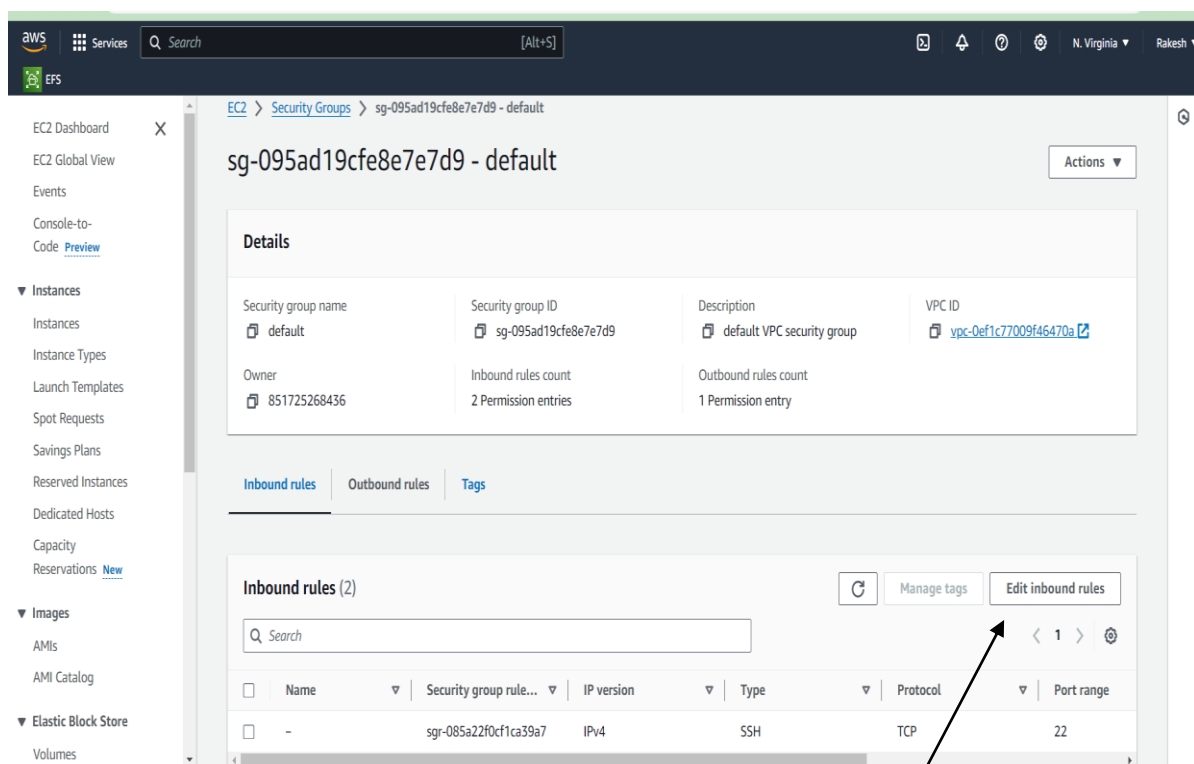 aws
Services
Search
[Alt+S]
N. Virginia
Rakesh
EFS
EC2 Dashboard
EC2 Global View
Events
Console-to-
Code Preview
Instances
Instances
Instance Types
Launch Templates
Spot Requests
Savings Plans
Reserved Instances
Dedicated Hosts
Capacity
Reservations New
Images
AMIs
AMI Catalog
Elastic Block Store
Volumes
EC2 > Security Groups > sg-095ad19cfe8e7e7d9 - default
sg-095ad19cfe8e7e7d9 - default
Actions
Details
Security group name
default
Security group ID
sg-095ad19cfe8e7e7d9
Description
default VPC security group
VPC ID
vpc-0ef1c77009f46470a
Owner
851725268436
Inbound rules count
2 Permission entries
Outbound rules count
1 Permission entry
Inbound rules
Outbound rules
Tags
Inbound rules (2)
Manage tags
Edit inbound rules
Search
1
Name
Security group rule...
IP version
Type
Protocol
Port range
–
sgr-085a22f0cf1ca39a7
IPv4
SSH
TCP
22